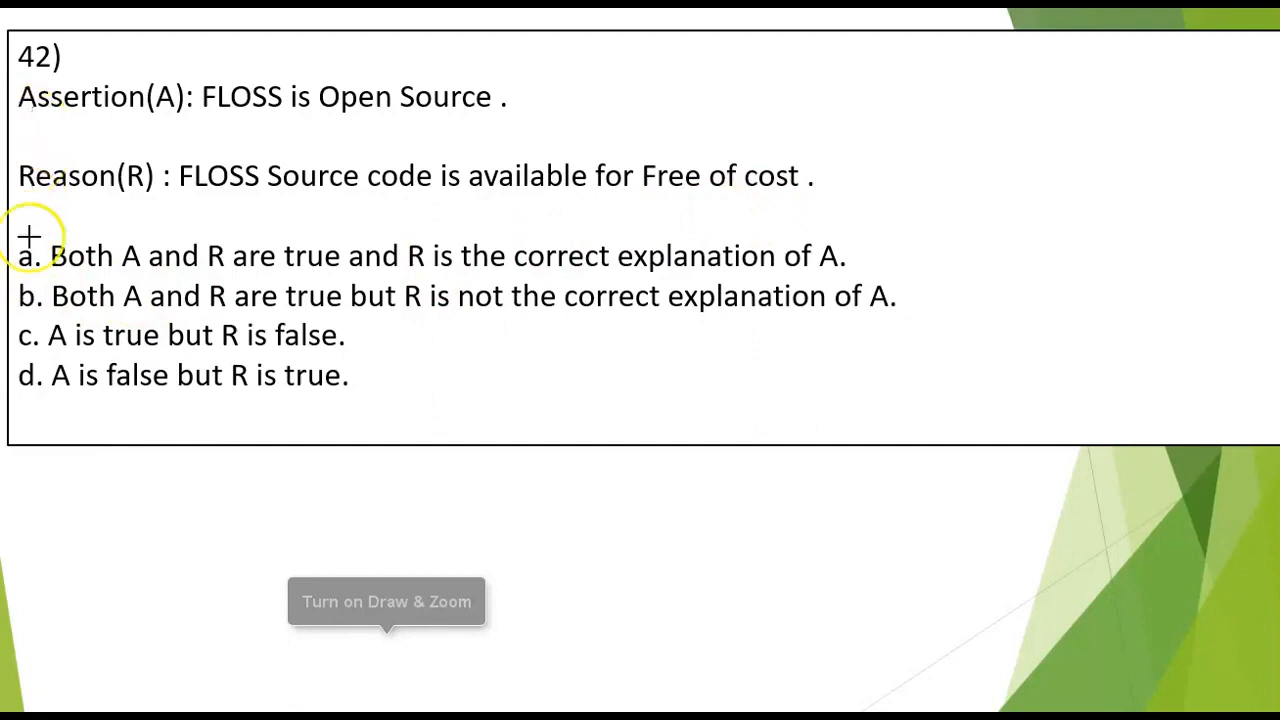 42)
Assertion(A): FLOSS is Open Source .
Reason(R) : FLOSS Source code is available for Free of cost .
a. Both A and R are true and R is the correct explanation of A.
b. Both A and R are true but R is not the correct explanation of A.
c. A is true but R is false.
d. A is false but R is true.
Turn on Draw & Zoom